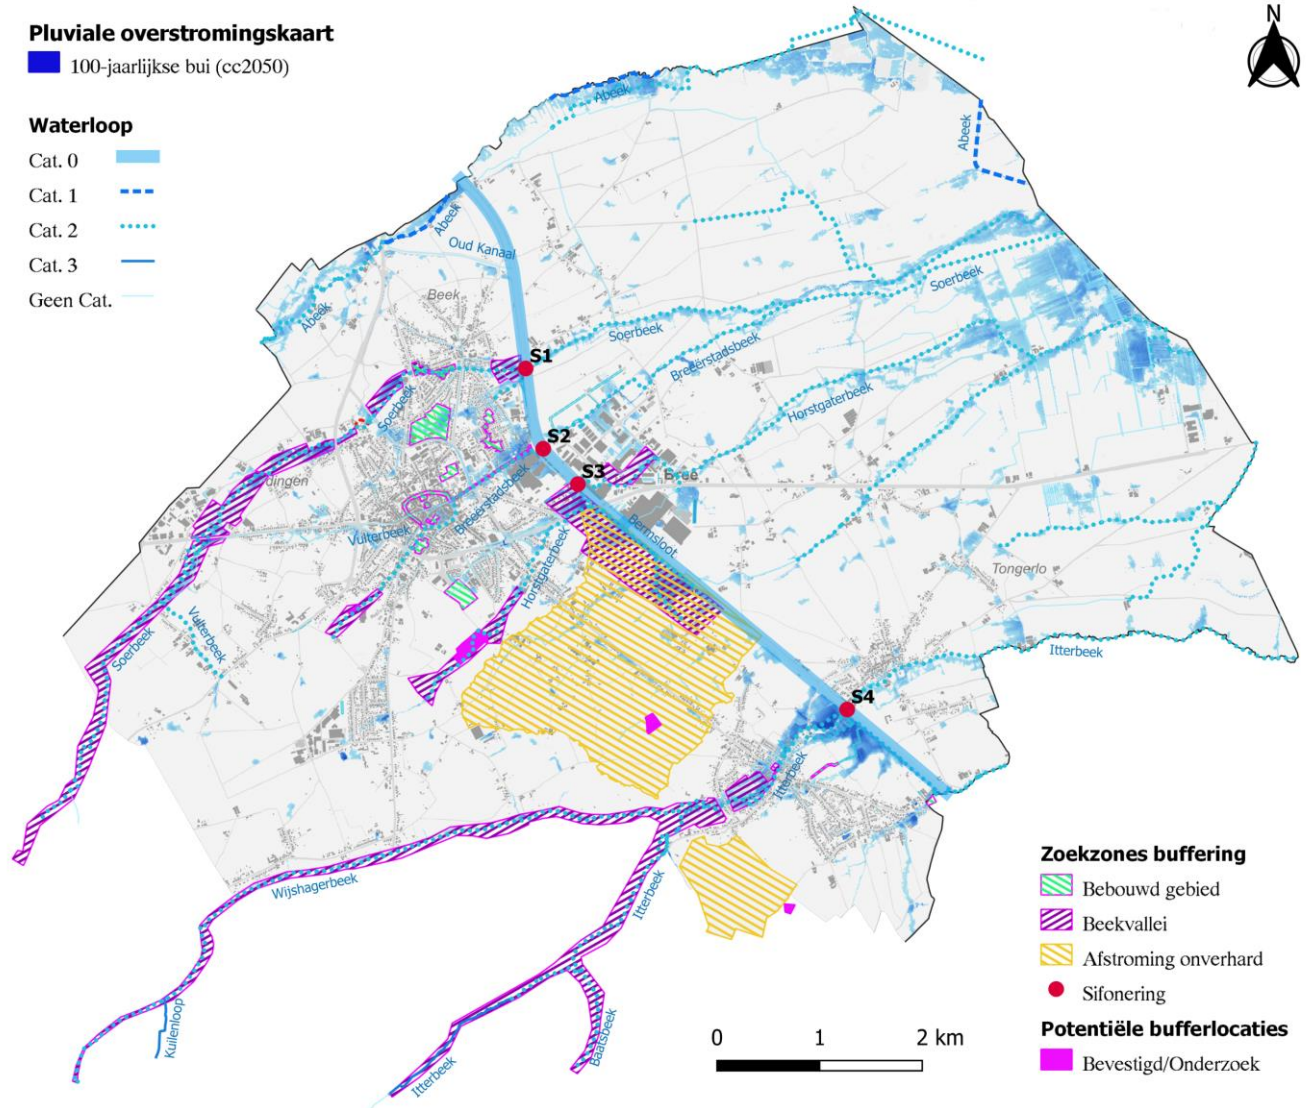 Pluviale overstromingskaart
100-jaarlijkse bui (cc2050)
Waterloop
Cat. 0
Cat. 1
Cat. 2
Cat. 3
Geen Cat.
N
Abeek
Abeek
Abeek
Oud Kanaal
Abeek
Beek
Soerbeek
Soerbeek
Breeërstadsbeek
Horstgaterbeek
S1
S2
S3
S4
Soerbeek
Bree
Breeërstadsbeek
Vulterbeek
Bermsloot
Horstgaterbeek
Tongerlo
Itterbeek
Vulterbeek
Soerbeek
Itterbeek
Wijshagerbeek
Itterbeek
Kuilenloop
Baatsbeek
Itterbeek
Zoekzones buffering
Bebouwd gebied
Beekvallei
Afstroming onverhard
Sifonering
Potentiële bufferlocaties
Bevestigd/Onderzoek
0 1 2 km